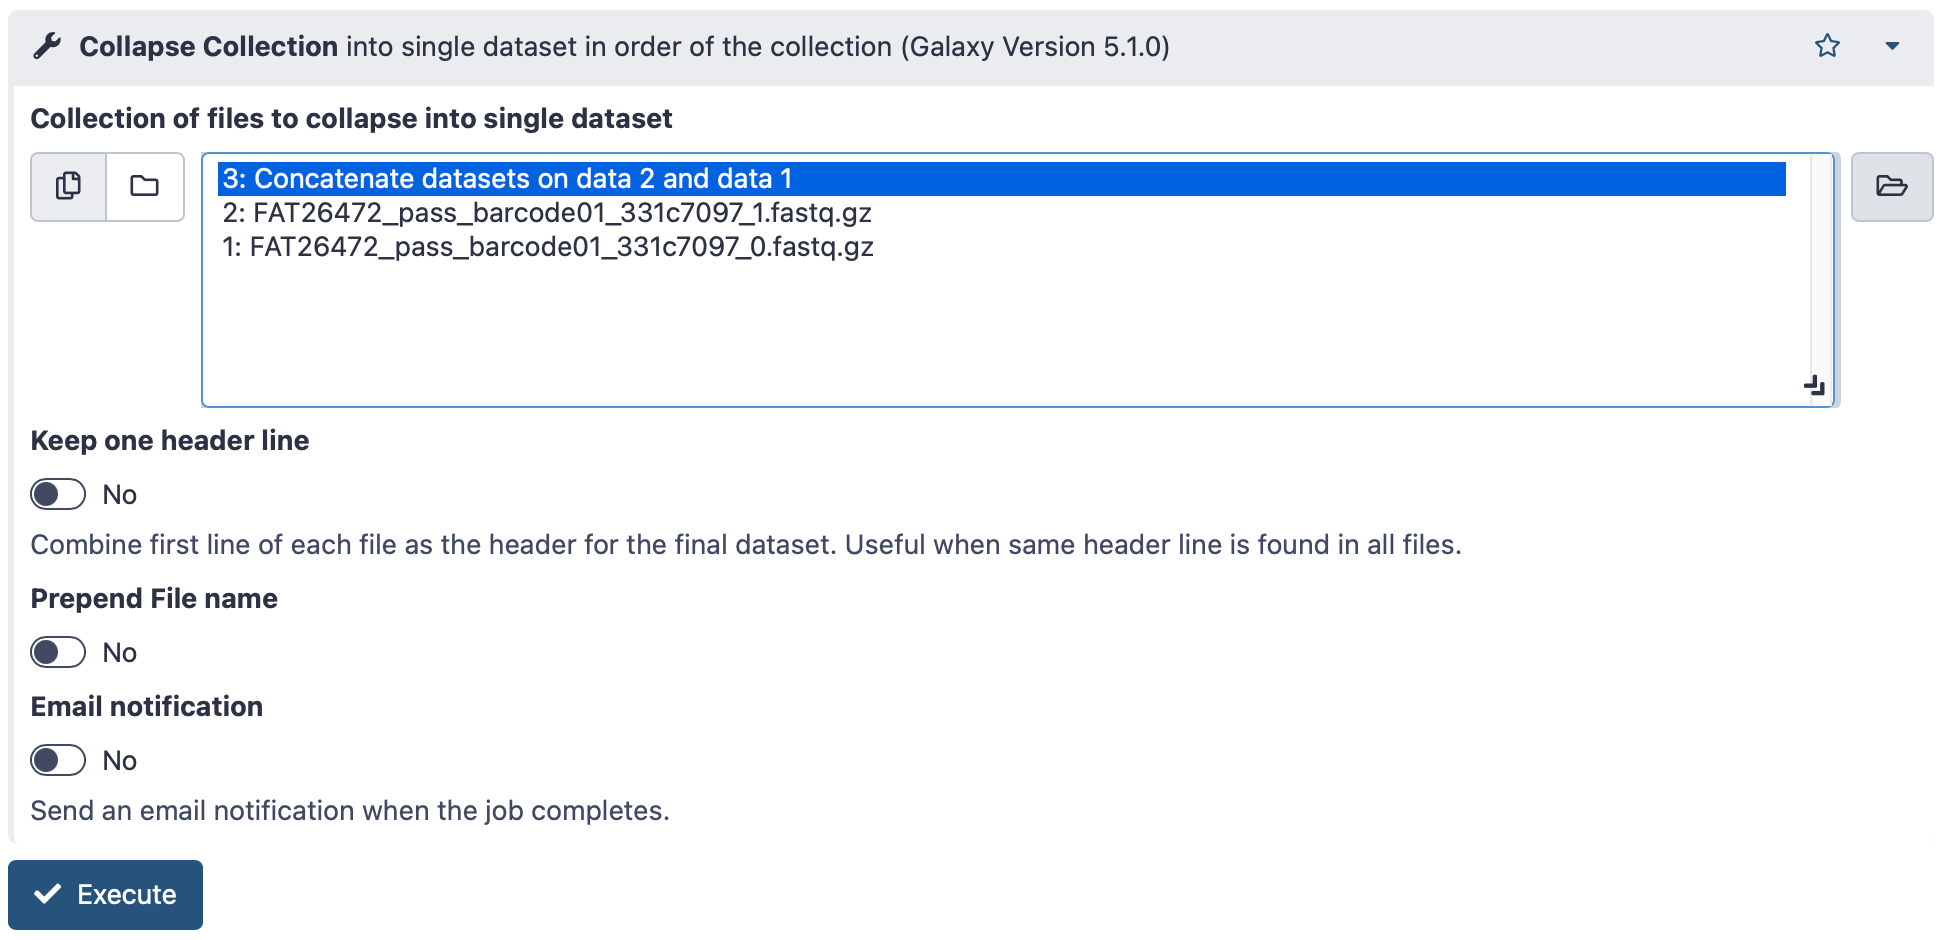 Collapse Collection into single dataset in order of the collection (Galaxy Version 5.1.0)
Collection of files to collapse into single dataset
3: Concatenate datasets on data 2 and data 1
2: FAT26472_pass_barcode01_331c7097_1.fastq.gz
1: FAT26472_pass_barcode01_331c7097_0.fastq.gz
Keep one header line
No
Combine first line of each file as the header for the final dataset. Useful when same header line is found in all files.
Prepend File name
No
Email notification
No
Send an email notification when the job completes.
Execute